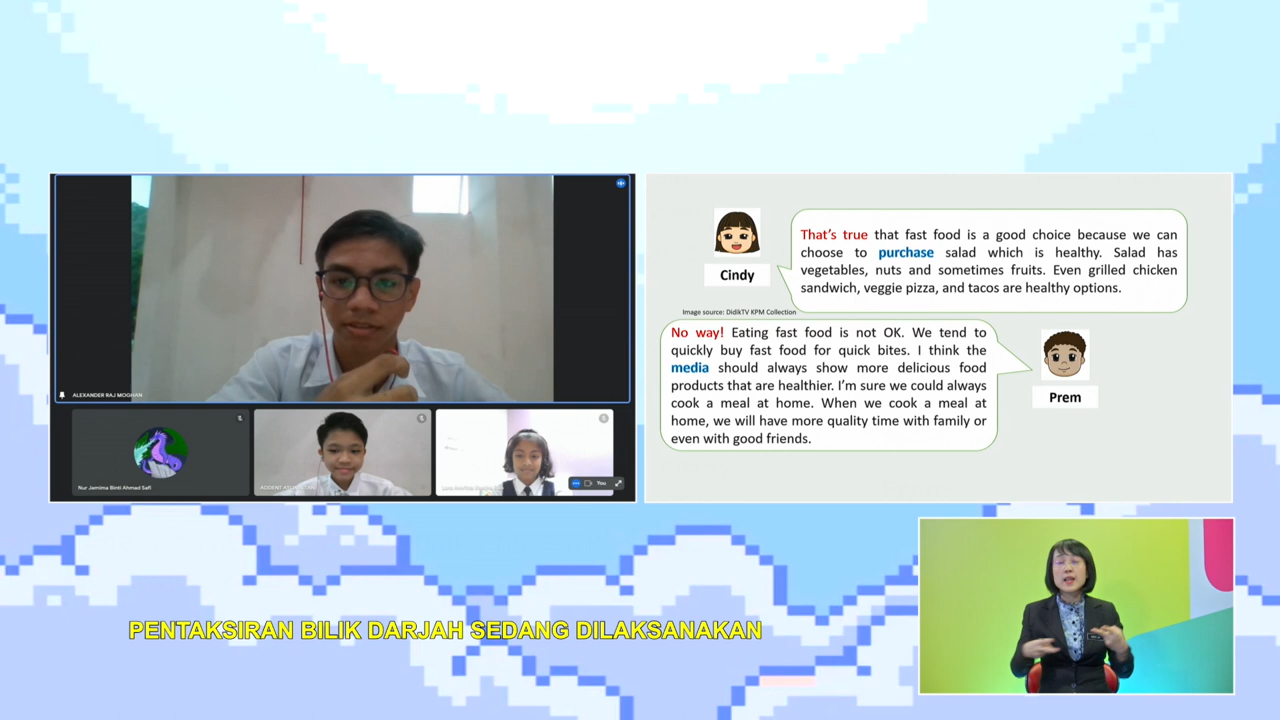 ALEXANDER RAJ MOGHAN
Nur Jamima Binti Ahmad Safi
You
Cindy
That's true that fast food is a good choice because we can
choose to purchase salad which is healthy. Salad has
vegetables, nuts and sometimes fruits. Even grilled chicken
sandwich, veggie pizza, and tacos are healthy options.
Image source: DidikTV KPM Collection
No way! Eating fast food is not OK. We tend to
quickly buy fast food for quick bites. I think the
media should always show more delicious food
products that are healthier. I'm sure we could always
cook a meal at home. When we cook a meal at
home, we will have more quality time with family or
even with good friends.
Prem
PENTAKSIRAN BILIK DARJAH SEDANG DILAKSANAKAN